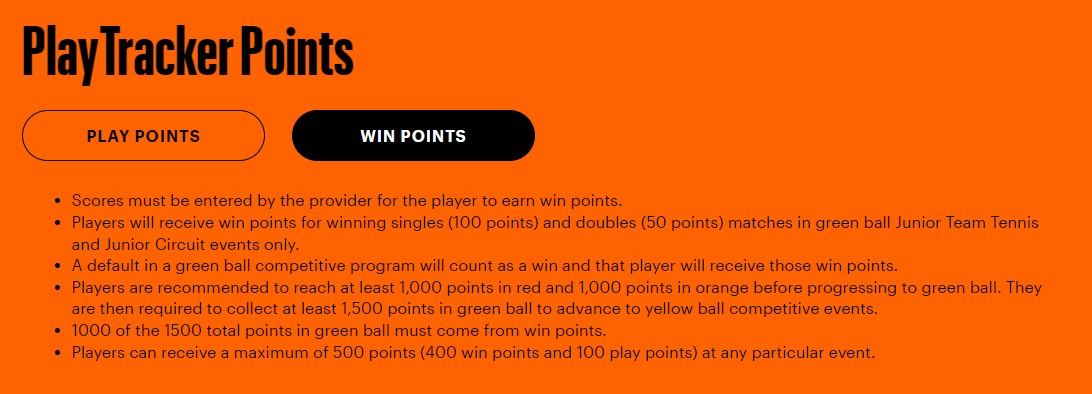 PlayTracker Points
PLAY POINTS WIN POINTS
• Scores must be entered by the provider for the player to earn win points.
• Players will receive win points for winning singles (100 points) and doubles (50 points) matches in green ball Junior Team Tennis
and Junior Circuit events only.
• A default in a green ball competitive program will count as a win and that player will receive those win points.
• Players are recommended to reach at least 1,000 points in red and 1,000 points in orange before progressing to green ball. They
are then required to collect at least 1,500 points in green ball to advance to yellow ball competitive events.
• 1000 of the 1500 total points in green ball must come from win points.
• Players can receive a maximum of 500 points (400 win points and 100 play points) at any particular event.